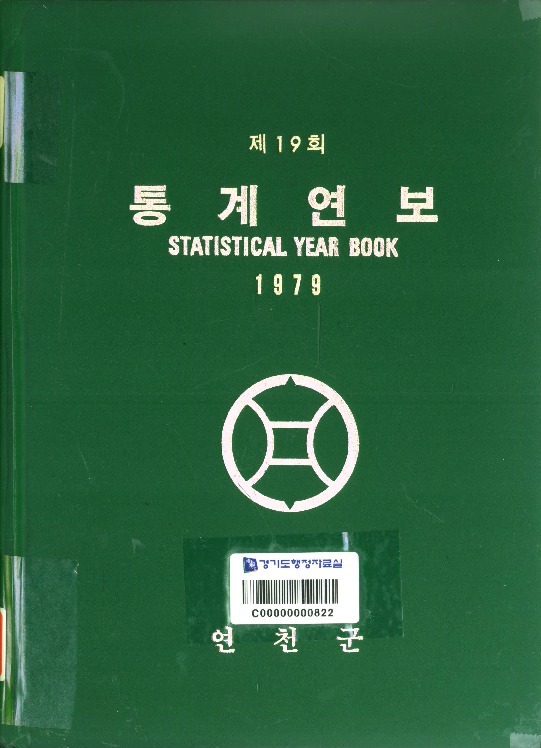 제19회
통계연보
STATISTICAL YEAR BOOK
1979
경기도행정자료실
C00000000822
연천군